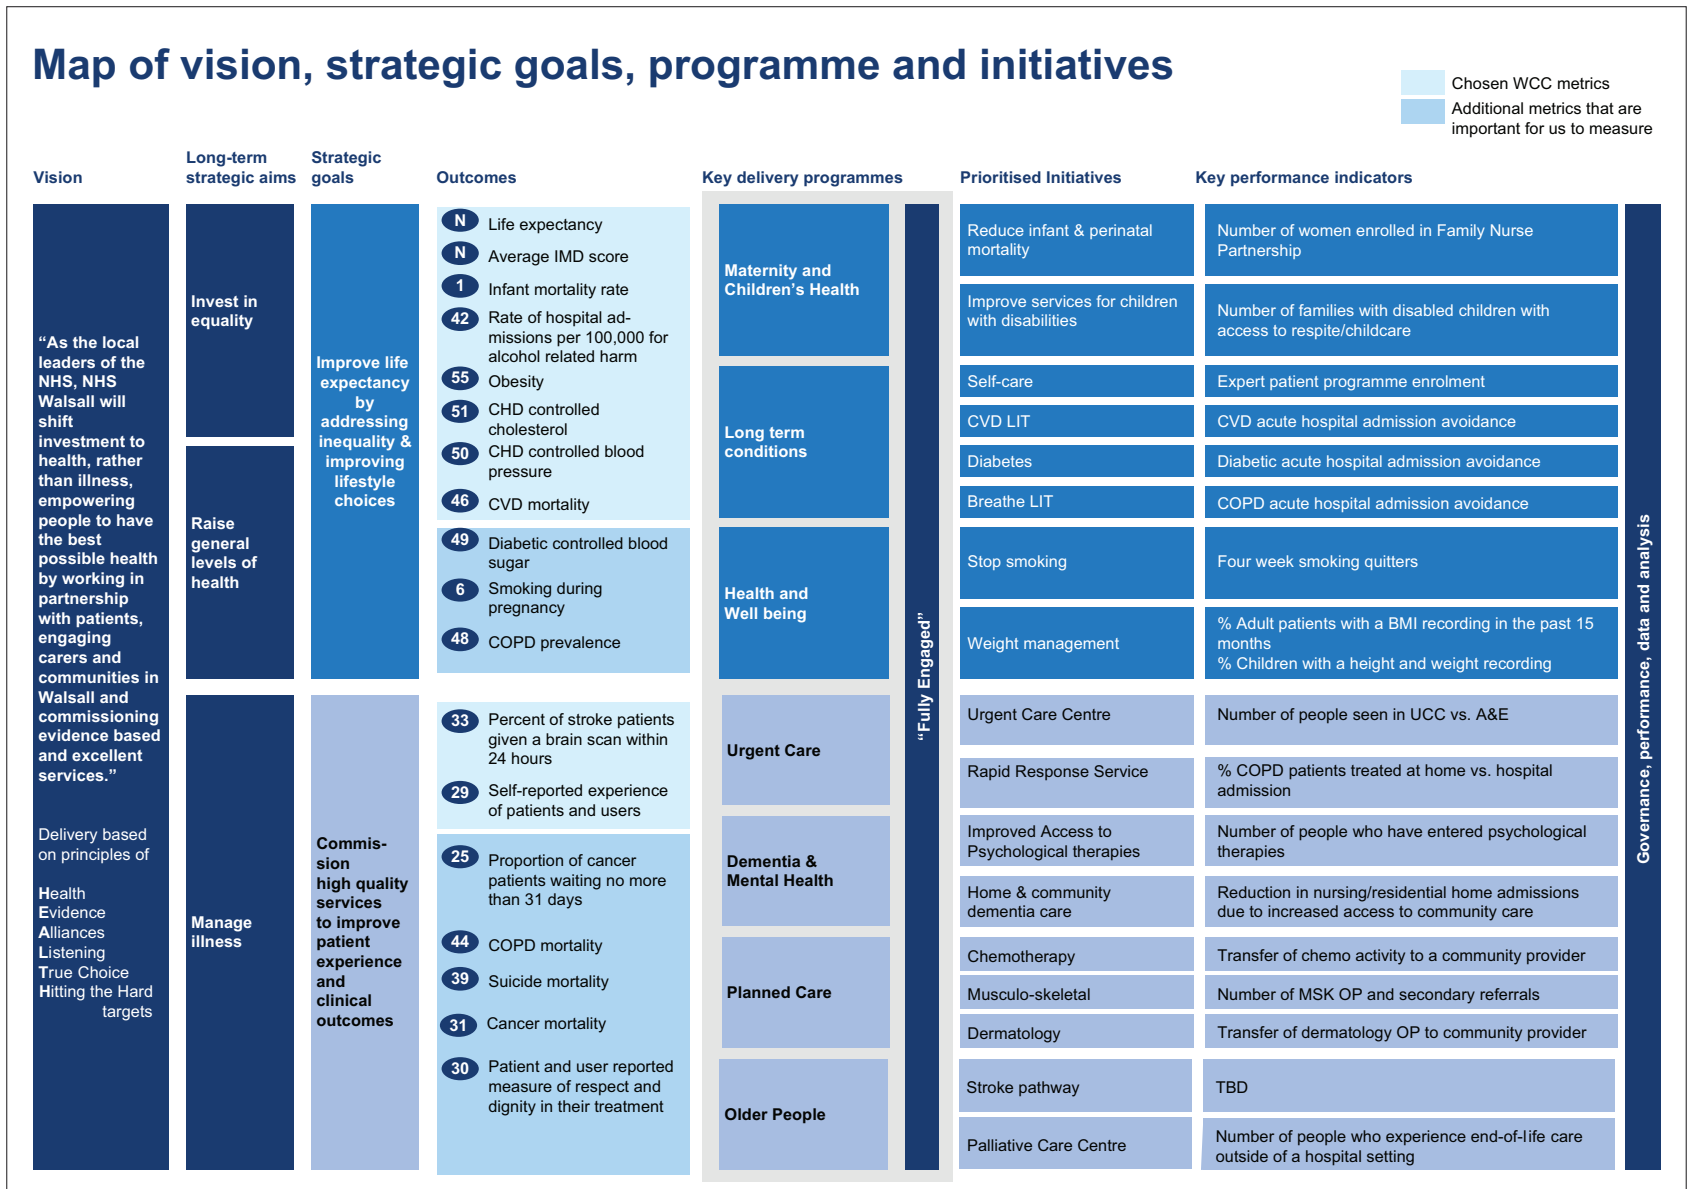 Map of vision, strategic goals, programme and initiatives
Chosen WCC metrics
Additional metrics that are
important for us to measure
Vision
Long-term
strategic aims
Strategic
goals
Outcomes
Key delivery programmes
Prioritised Initiatives
Key performance indicators
“As the local
leaders of the
NHS, NHS
Walsall will
shift
investment to
health, rather
than illness,
empowering
people to have
the best
possible health
by working in
partnership
with patients,
engaging
carers and
communities in
Walsall and
commissioning
evidence based
and excellent
services.”
Delivery based
on principles of
Health
Evidence
Alliances
Listening
True Choice
Hitting the Hard
targets
Invest in
equality
Raise
general
levels of
health
Manage
illness
Improve life
expectancy
by
addressing
inequality &
improving
lifestyle
choices
Commis-
sion
high quality
services
to improve
patient
experience
and
clinical
outcomes
N Life expectancy
N Average IMD score
1 Infant mortality rate
42 Rate of hospital ad-
missions per 100,000 for
alcohol related harm
55 Obesity
51 CHD controlled
cholesterol
50 CHD controlled blood
pressure
46 CVD mortality
49 Diabetic controlled blood
sugar
6 Smoking during
pregnancy
48 COPD prevalence
33 Percent of stroke patients
given a brain scan within
24 hours
29 Self-reported experience
of patients and users
25 Proportion of cancer
patients waiting no more
than 31 days
44 COPD mortality
39 Suicide mortality
31 Cancer mortality
30 Patient and user reported
measure of respect and
dignity in their treatment
Maternity and
Children’s Health
Long term
conditions
Health and
Well being
Urgent Care
Dementia &
Mental Health
Planned Care
Older People
“Fully Engaged”
Reduce infant & perinatal
mortality
Number of women enrolled in Family Nurse
Partnership
Improve services for children
with disabilities
Number of families with disabled children with
access to respite/childcare
Self-care
Expert patient programme enrolment
CVD LIT
CVD acute hospital admission avoidance
Diabetes
Diabetic acute hospital admission avoidance
Breathe LIT
COPD acute hospital admission avoidance
Stop smoking
Four week smoking quitters
Weight management
% Adult patients with a BMI recording in the past 15
months
% Children with a height and weight recording
Urgent Care Centre
Number of people seen in UCC vs. A&E
Rapid Response Service
% COPD patients treated at home vs. hospital
admission
Improved Access to
Psychological therapies
Number of people who have entered psychological
therapies
Home & community
dementia care
Reduction in nursing/residential home admissions
due to increased access to community care
Chemotherapy
Transfer of chemo activity to a community provider
Musculo-skeletal
Number of MSK OP and secondary referrals
Dermatology
Transfer of dermatology OP to community provider
Stroke pathway
TBD
Palliative Care Centre
Number of people who experience end-of-life care
outside of a hospital setting
Governance, performance, data and analysis